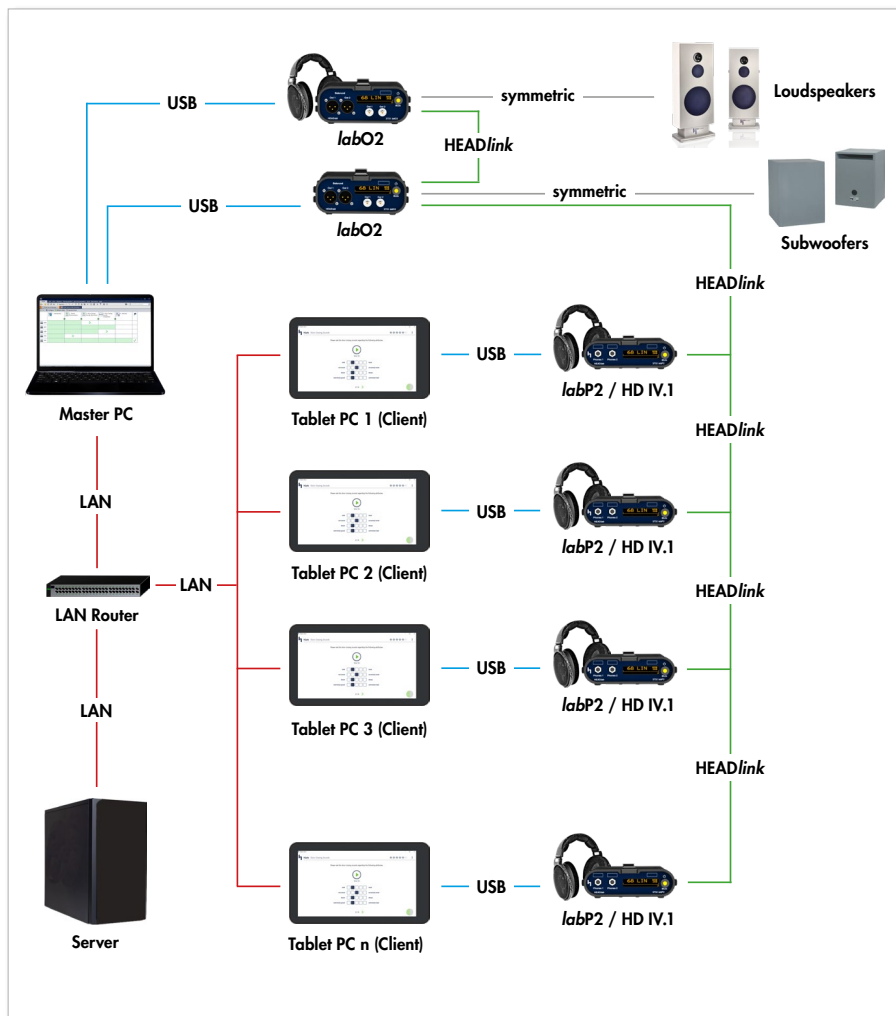 USB
symmetric
Loudspeakers
labO2
HEADlink
USB
symmetric
labO2
Subwoofers
HEADlink
USB
Master PC
Tablet PC 1 (Client)
labP2 / HD IV.1
HEADlink
LAN
USB
Tablet PC 2 (Client)
labP2 / HD IV.1
LAN
LAN Router
HEADlink
USB
LAN
Tablet PC 3 (Client)
labP2 / HD IV.1
HEADlink
USB
Server
Tablet PC n (Client)
labP2 / HD IV.1